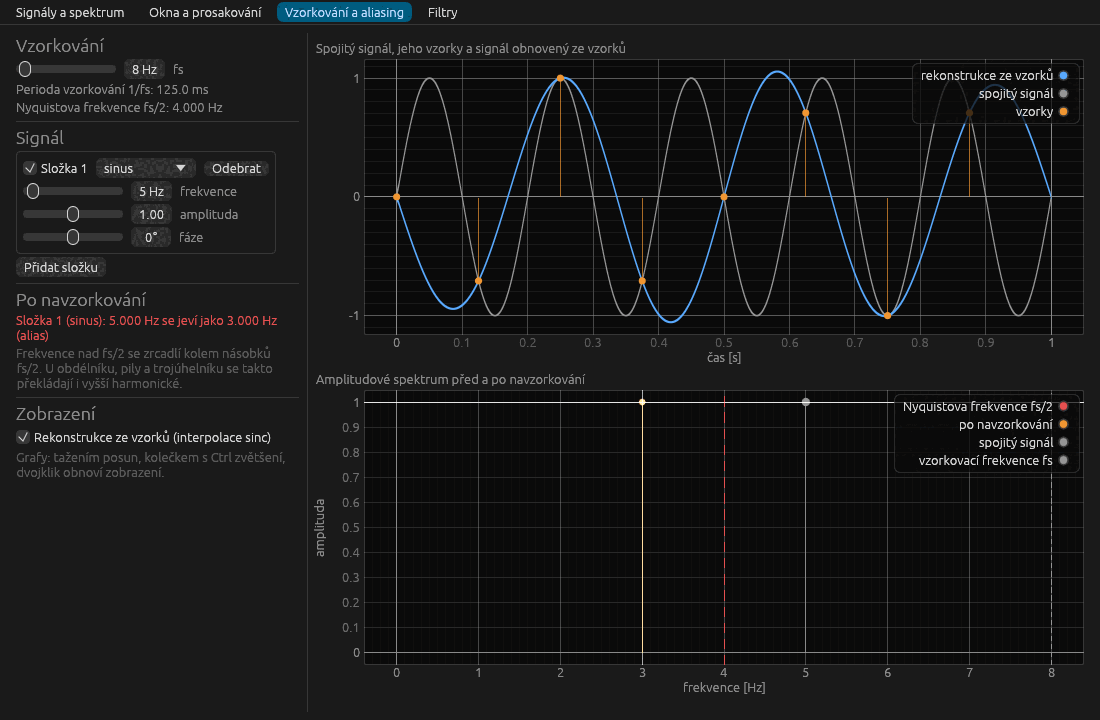 Signály a spektrum
Okna a prosakování
Vzorkování a aliasing
Filtry
Vzorkování
8 Hz fs
Perioda vzorkování 1/fs: 125.0 ms
Nyquistova frekvence fs/2: 4.000 Hz
Signál
Složka 1 sinus Odebrat
5 Hz frekvence
1.00 amplituda
0° fáze
Přidat složku
Po navzorkování
Složka 1 (sinus): 5.000 Hz se jeví jako 3.000 Hz
(alias)
Frekvence nad fs/2 se zrcadlí kolem násobků
fs/2. U obdélníku, pily a trojúhelníku se takto
překládají i vyšší harmonické.
Zobrazení
Rekonstrukce ze vzorků (interpolace sinc)
Grafy: tažením posun, kolečkem s Ctrl zvětšení,
dvojklik obnoví zobrazení.
Spojitý signál, jeho vzorky a signál obnovený ze vzorků
rekonstrukce ze vzorků
spojitý signál
vzorky
1
0
-1
0 0.1 0.2 0.3 0.4 0.5 0.6 0.7 0.8 0.9 1
čas [s]
Amplitudové spektrum před a po navzorkování
Nyquistova frekvence fs/2
po navzorkování
spojitý signál
vzorkovací frekvence fs
amplituda
1
0.9
0.8
0.7
0.6
0.5
0.4
0.3
0.2
0.1
0
0 1 2 3 4 5 6 7 8
frekvence [Hz]